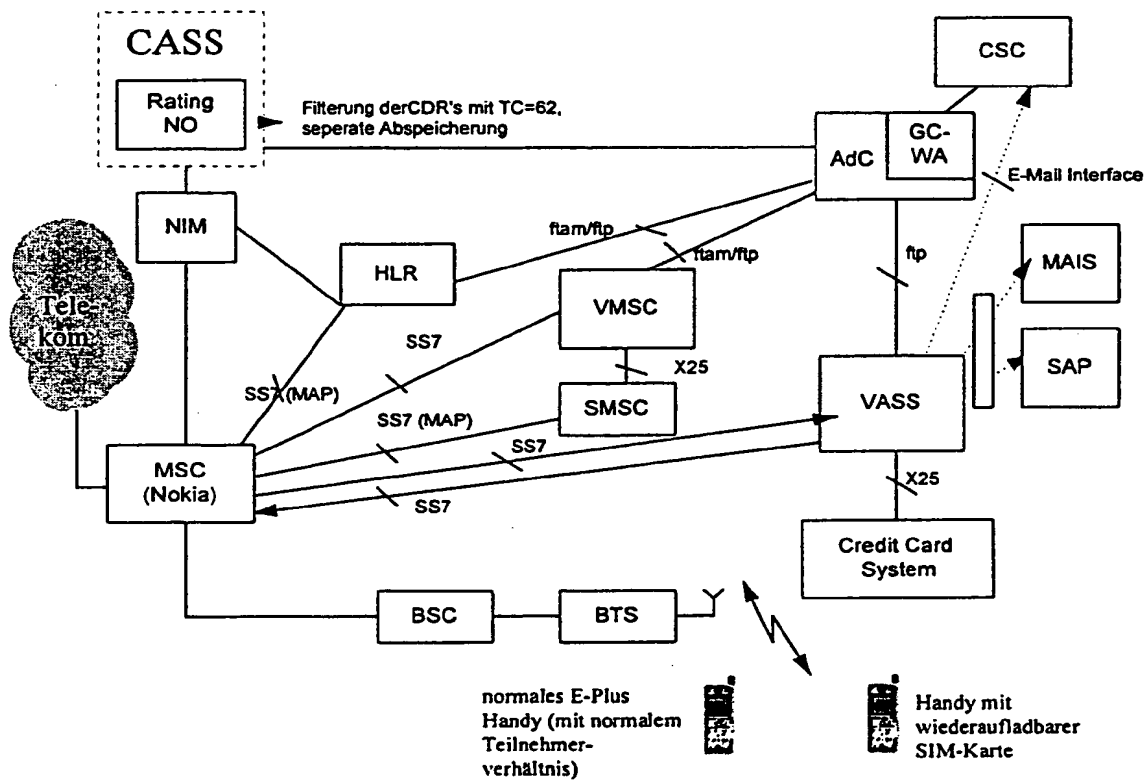 CASS
CSC
Rating
NO
Filterung derCDR's mit TC=62,
seperate Abspeicherung
AdC
GC-
WA
E-Mail Interface
NIM
ftam/ftp
HLR
ftam/ftp
ftp
MAIS
Tele-
kom
VMSC
SS7
X25
SAP
SS7 (MAP)
SMSC
VASS
SS7 (MAP)
SS7
MSC
(Nokia)
SS7
X25
Credit Card
System
BSC
BTS
normales E-Plus
Handy (mit normalem
Teilnehmer-
verhältnis)
Handy mit
wiederaufladbarer
SIM-Karte